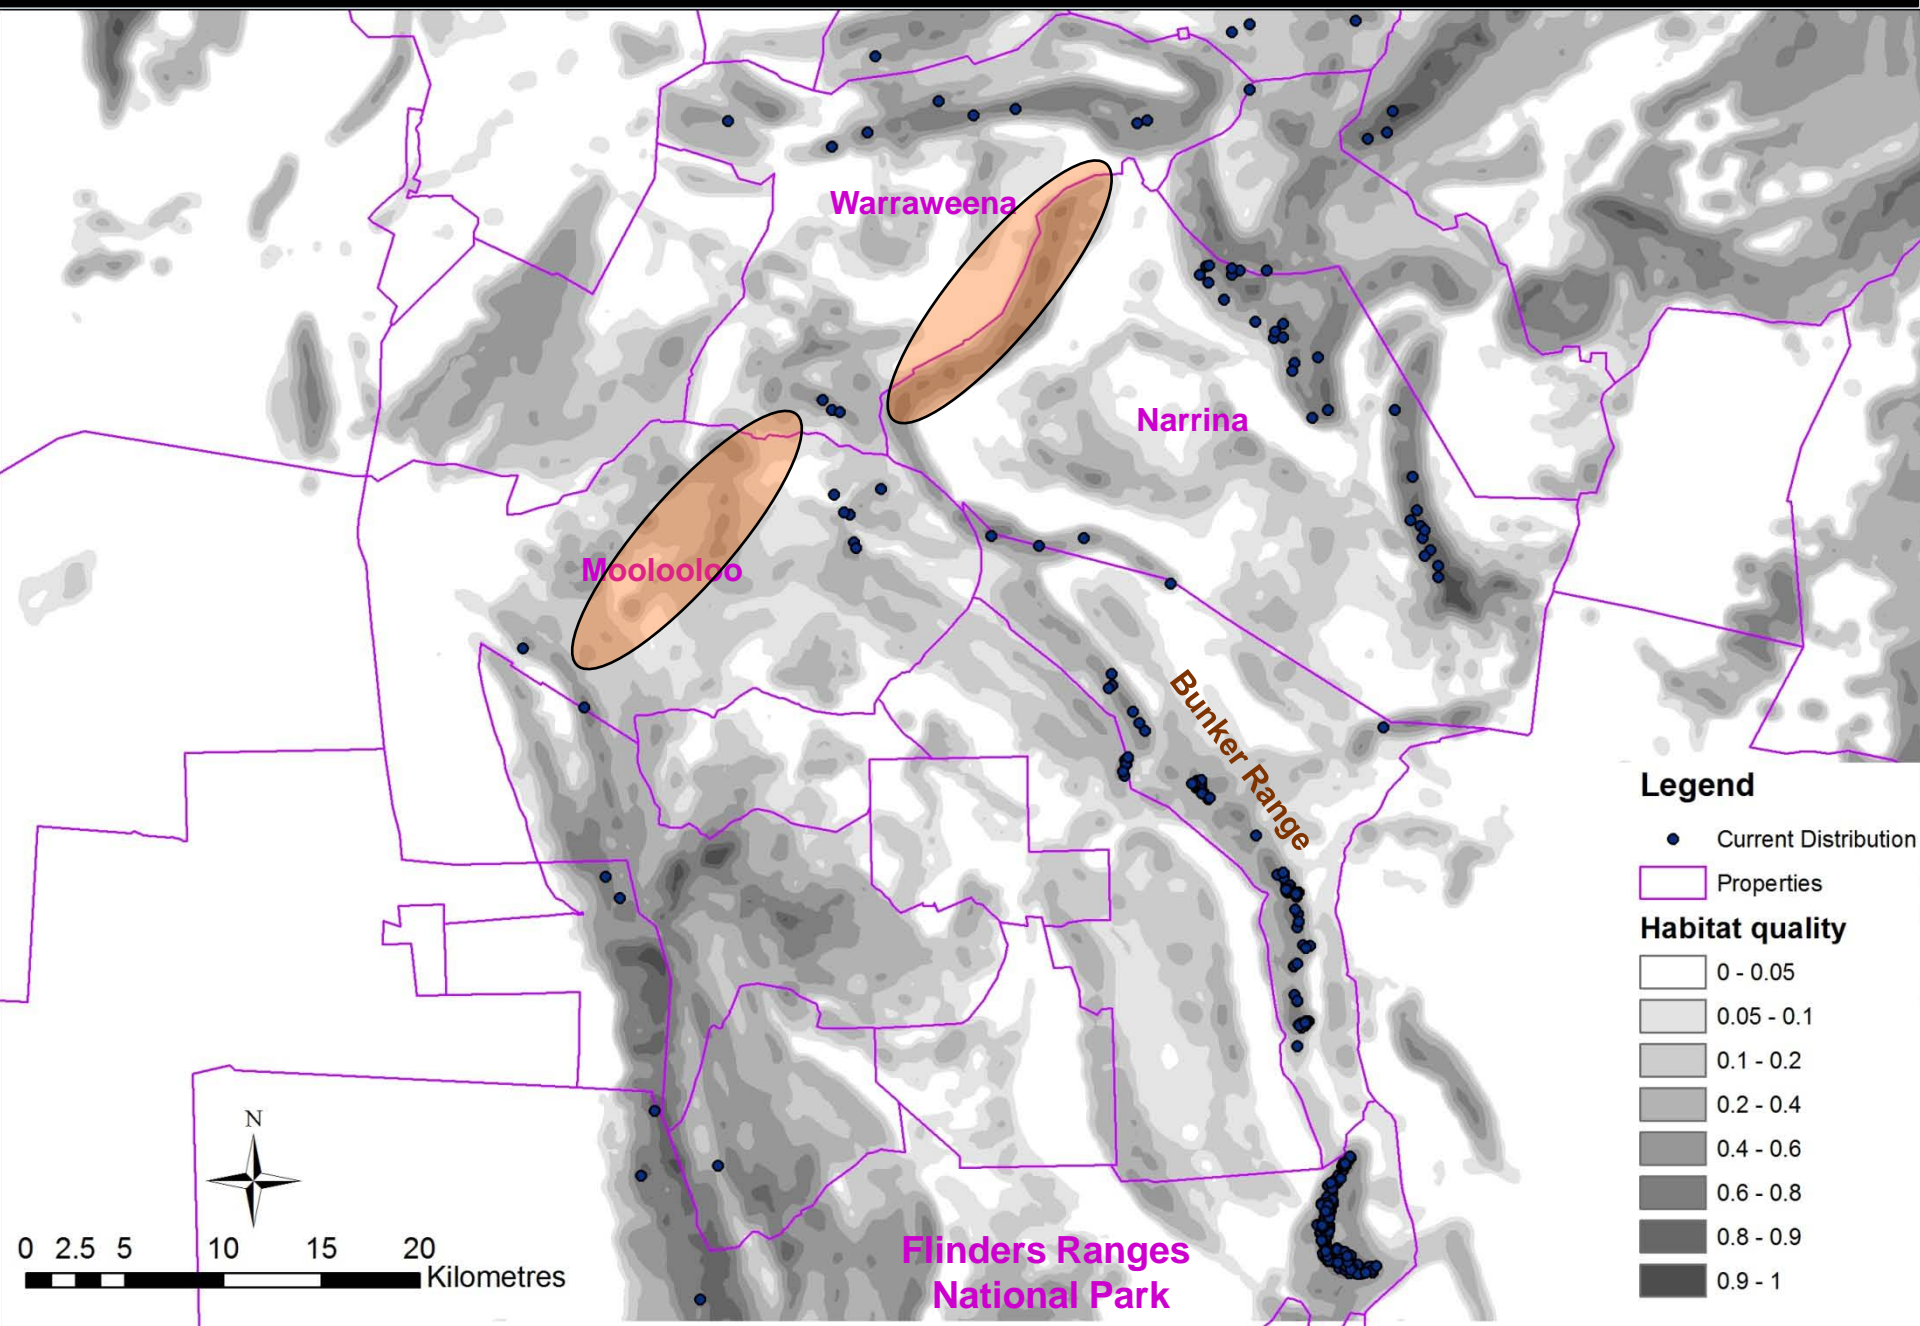 Warraweena
Narrina
Moolooloo
Bunker Range
Legend
Current Distribution
Properties
Habitat quality
0 - 0.05
0.05 - 0.1
0.1 - 0.2
0.2 - 0.4
0.4 - 0.6
0.6 - 0.8
0.8 - 0.9
0.9 - 1
N
0 2.5 5 10 15 20
Kilometres
Flinders Ranges
National Park